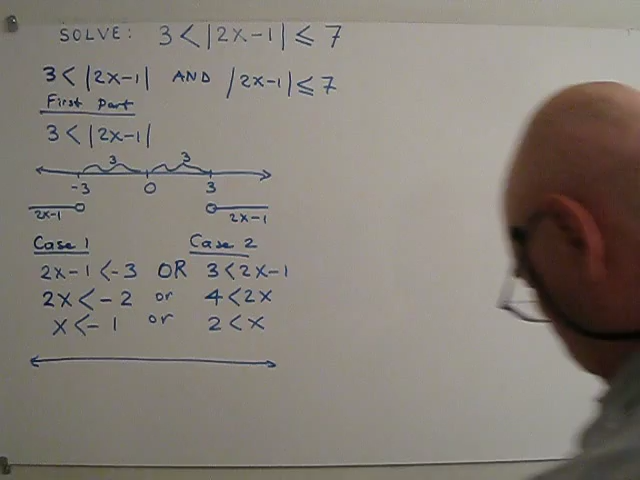 SOLVE: 3 < |2X-1| ≤ 7
3 < |2X-1| AND |2X-1| ≤ 7
First Part
3 < |2X-1|
3 3
-3 0 3
2X-1 2X-1
Case 1 Case 2
2X-1 < -3 OR 3 < 2X-1
2X < -2 or 4 < 2X
X < -1 or 2 < X